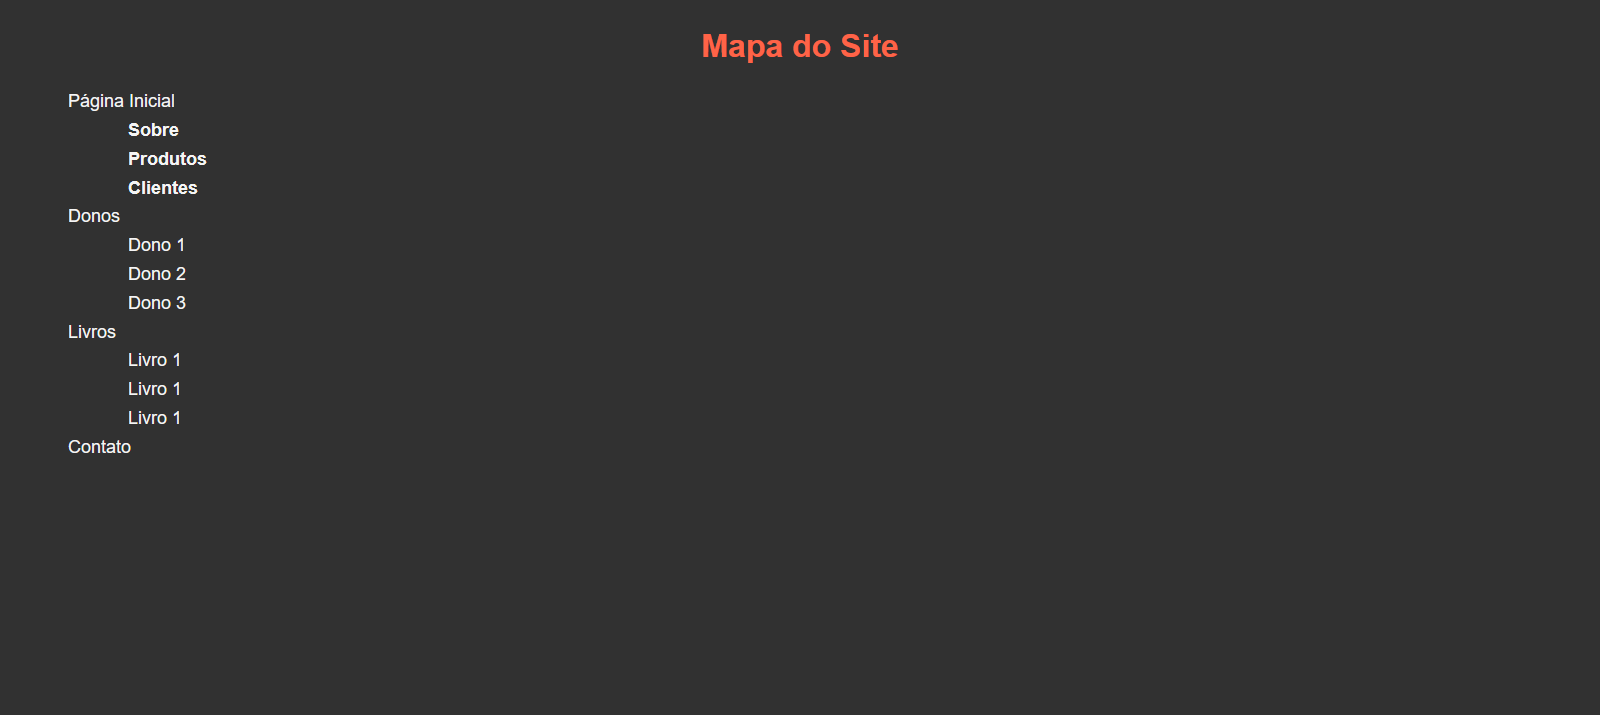 Mapa do Site
Página Inicial
Sobre
Produtos
Clientes
Donos
Dono 1
Dono 2
Dono 3
Livros
Livro 1
Livro 1
Livro 1
Contato